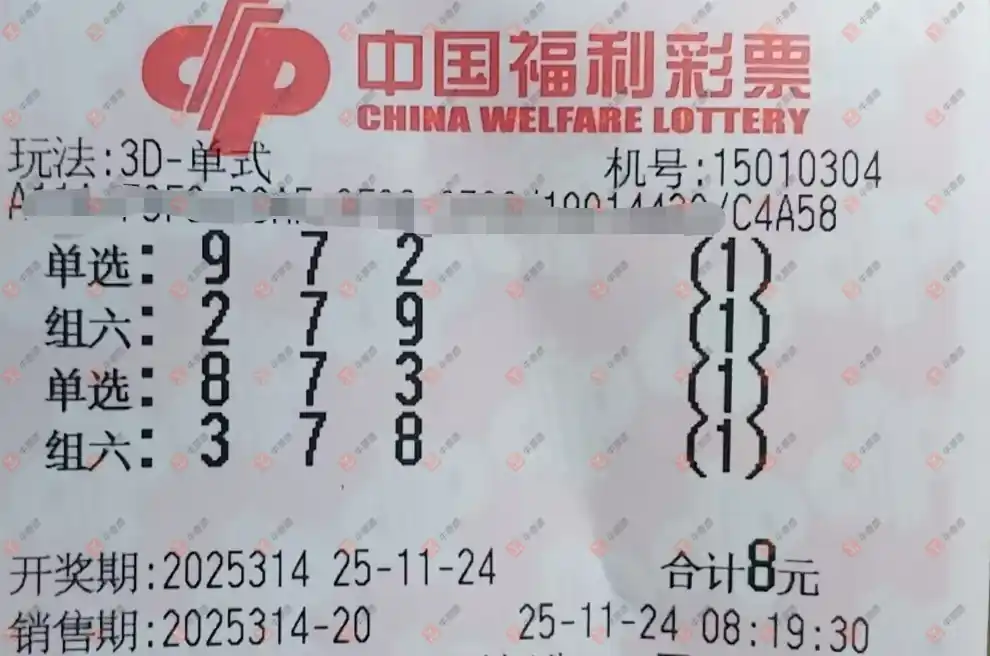 中国福利彩票
CHINA WELFARE LOTTERY
玩法:3D-单式 机号:15010304
/C4A58
单选: 9 7 2 (1)
组六: 2 7 9 (1)
单选: 8 7 3 (1)
组六: 3 7 8 (1)
开奖期:2025314 25-11-24 合计8元
销售期:2025314-20 25-11-24 08:19:30